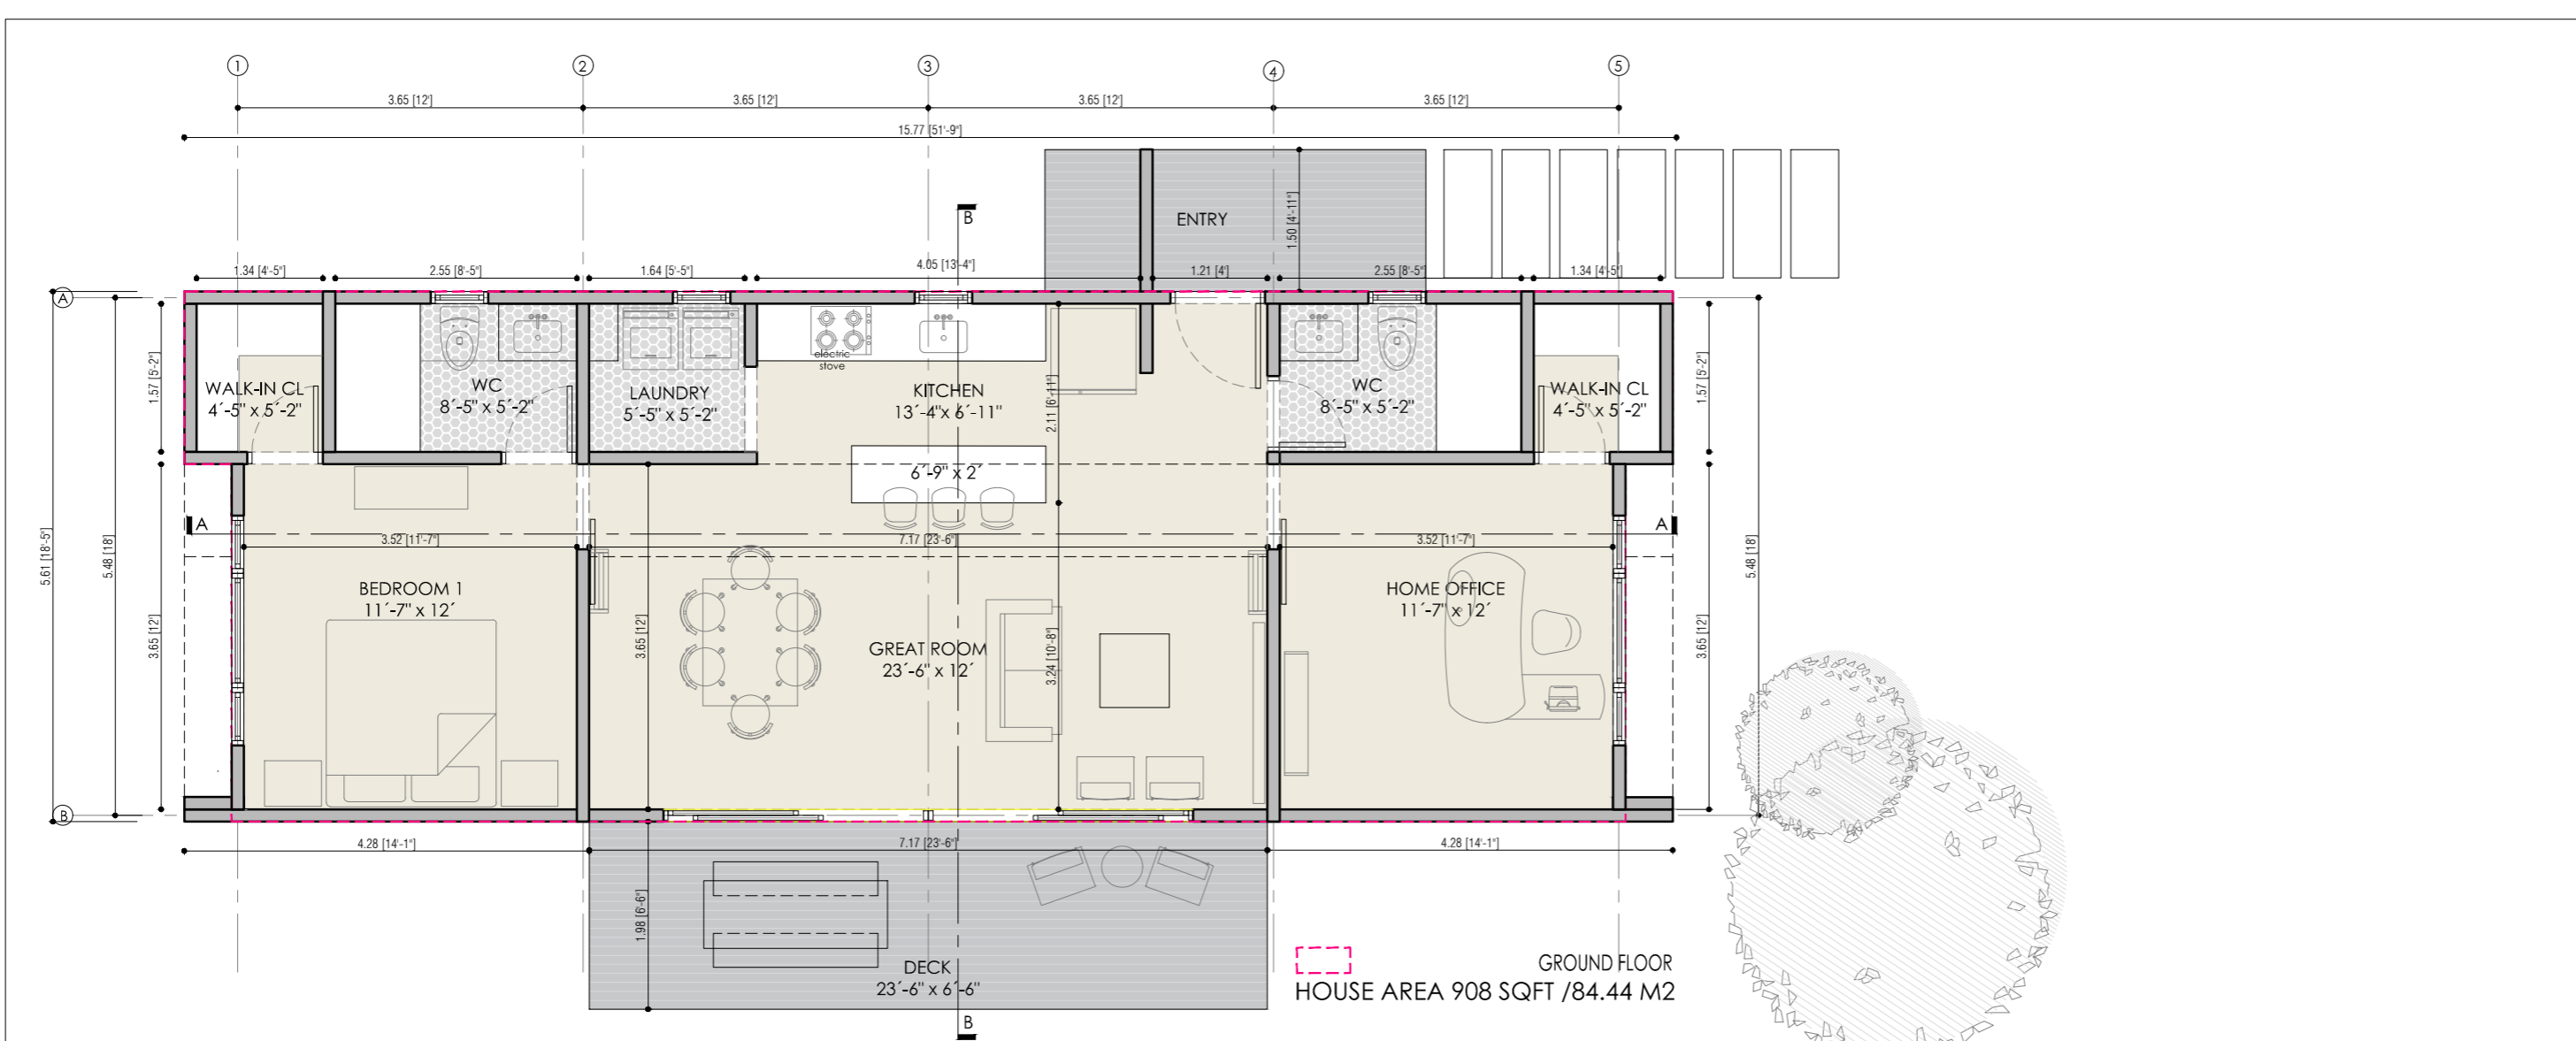 1
2
3
4
5
3.65 [12']
3.65 [12']
3.65 [12']
3.65 [12']
15.77 [51'-9"]
B
ENTRY
1.50 [4'-11"]
1.34 [4'-5"]
2.55 [8'-5"]
1.64 [5'-5"]
4.05 [13'-4"]
1.21 [4']
2.55 [8'-5"]
1.34 [4'-5"]
A
electric
stove
1.57 [5'-2"]
WALK-IN CL
4´-5" x 5´-2"
WC
8´-5" x 5´-2"
LAUNDRY
5´-5" x 5´-2"
KITCHEN
13´-4"x 6´-11"
2.11 [6'-11"]
WC
8´-5" x 5´-2"
WALK-IN CL
4´-5" x 5´-2"
1.57 [5'-2"]
6´-9" x 2´
A
A
3.52 [11'-7"]
7.17 [23'-6"]
3.52 [11'-7"]
5.61 [18'-5"]
5.48 [18']
5.48 [18']
BEDROOM 1
11´-7" x 12´
HOME OFFICE
11´-7" x 12´
3.65 [12']
3.65 [12']
GREAT ROOM
23´-6" x 12´
3.24 [10'-8"]
3.65 [12']
B
4.28 [14'-1"]
7.17 [23'-6"]
4.28 [14'-1"]
1.98 [6'-6"]
DECK
23´-6" x 6´-6"
GROUND FLOOR
HOUSE AREA 908 SQFT /84.44 M2
B